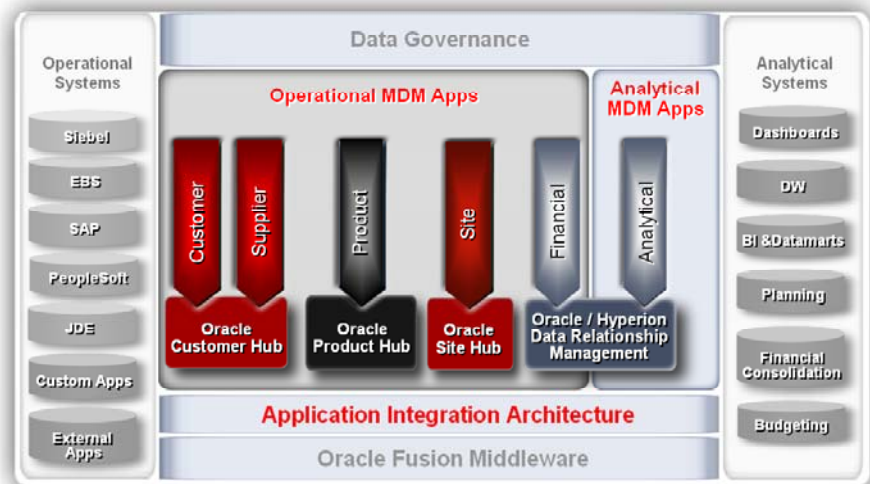 Data Governance
Operational
Systems
Siebel
EBS
SAP
PeopleSoft
JDE
Custom Apps
External
Apps
Operational MDM Apps
Analytical
MDM Apps
Customer
Supplier
Product
Site
Financial
Analytical
Oracle
Customer Hub
Oracle
Product Hub
Oracle
Site Hub
Oracle / Hyperion
Data Relationship
Management
Application Integration Architecture
Oracle Fusion Middleware
Analytical
Systems
Dashboards
DW
BI &Datamarts
Planning
Financial
Consolidation
Budgeting